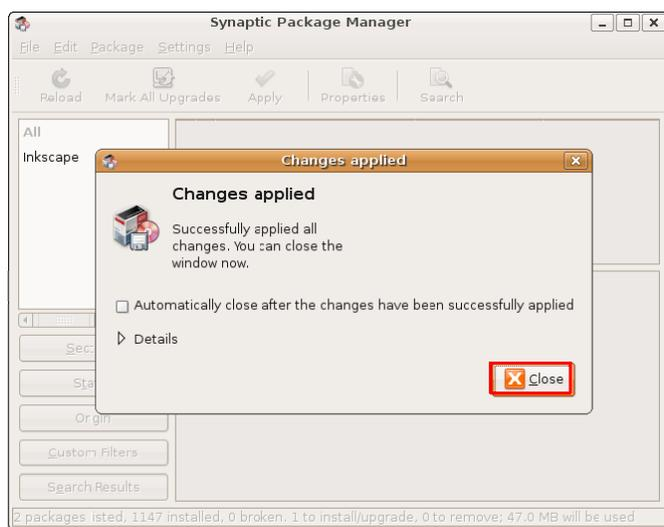 Synaptic Package Manager
File Edit Package Settings Help
Reload Mark All Upgrades Apply Properties Search
All
Inkscape
Changes applied
Changes applied
Successfully applied all
changes. You can close the
window now.
Automatically close after the changes have been successfully applied
Details
Close
Sec
Sta
Origin
Custom Filters
Search Results
2 packages listed, 1147 installed, 0 broken. 1 to install/upgrade, 0 to remove; 47.0 MB will be used